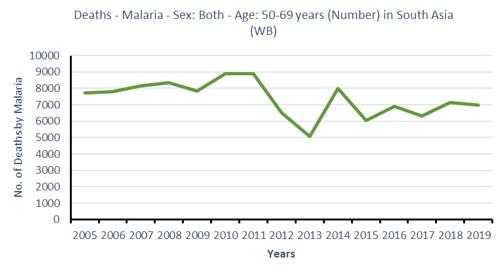 Deaths - Malaria - Sex: Both - Age: 50-69 years (Number) in South Asia
(WB)
No. of Deaths by Malaria
10000
9000
8000
7000
6000
5000
4000
3000
2000
1000
0
2005 2006 2007 2008 2009 2010 2011 2012 2013 2014 2015 2016 2017 2018 2019
Years